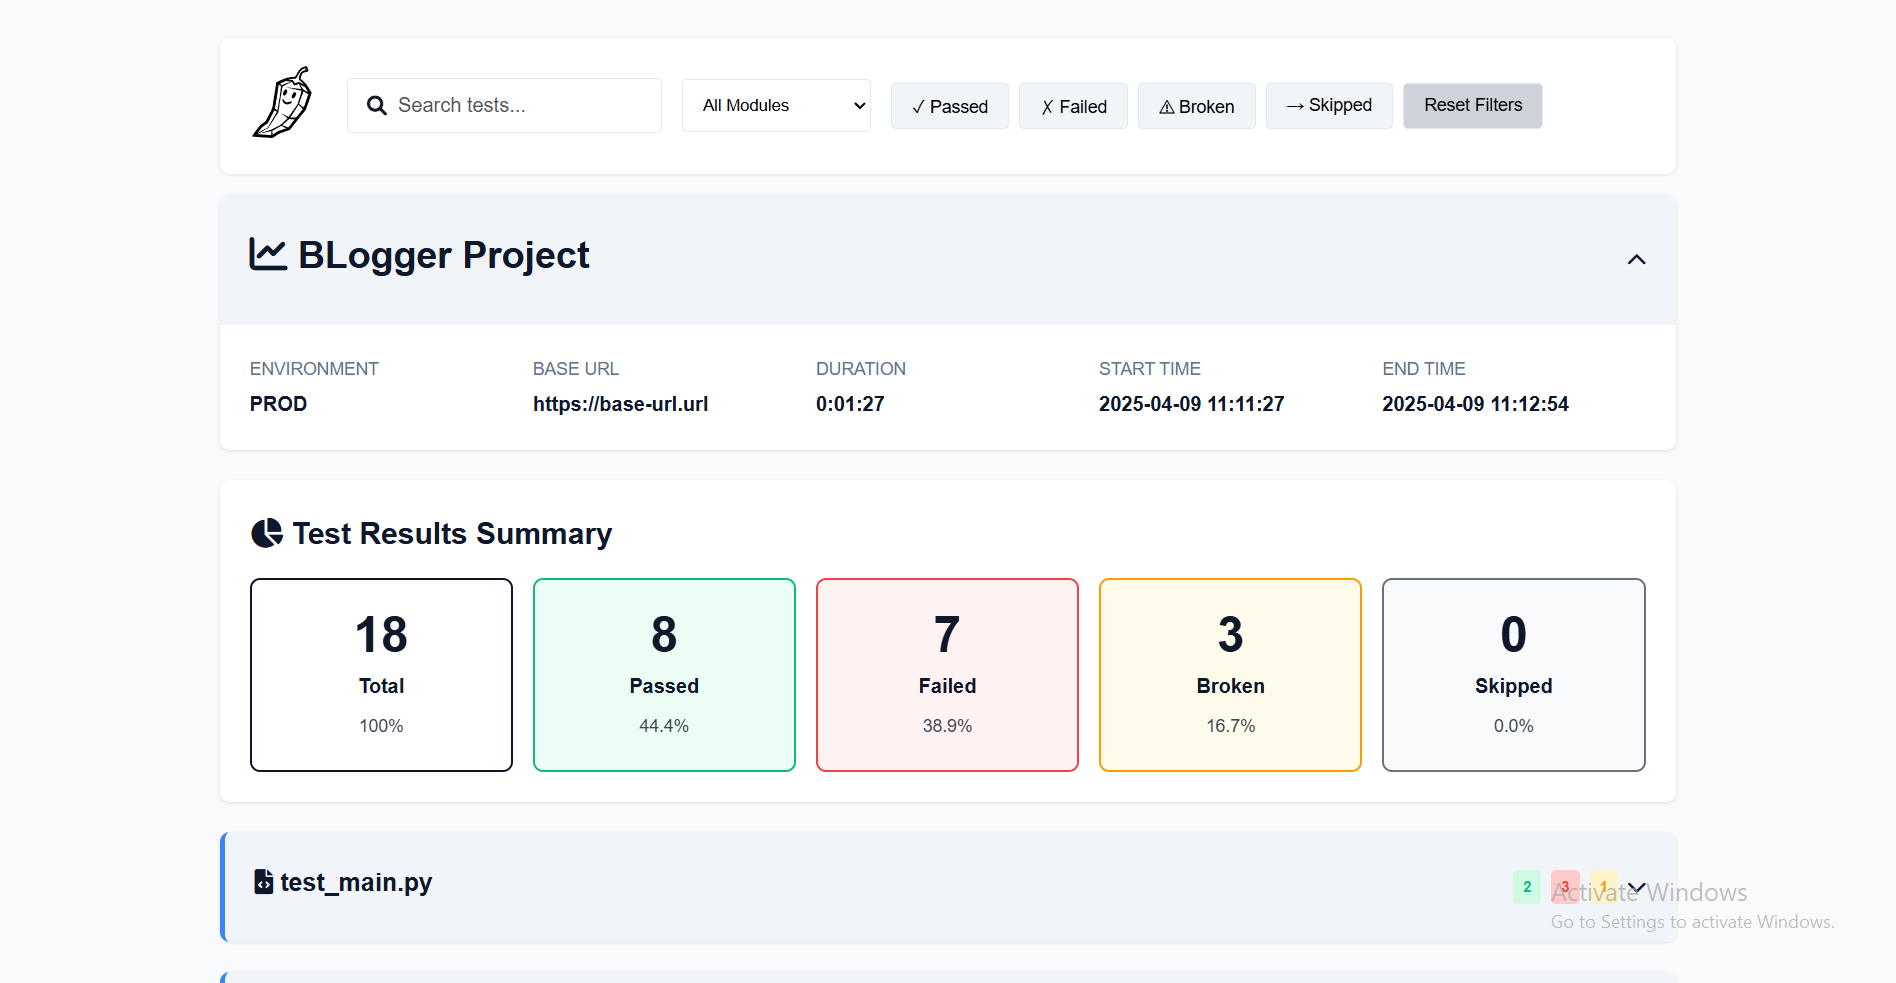 Search tests...
All Modules
✓ Passed
✗ Failed
⚠ Broken
→ Skipped
Reset Filters
BLogger Project
ENVIRONMENT
PROD
BASE URL
https://base-url.url
DURATION
0:01:27
START TIME
2025-04-09 11:11:27
END TIME
2025-04-09 11:12:54
Test Results Summary
18
Total
100%
8
Passed
44.4%
7
Failed
38.9%
3
Broken
16.7%
0
Skipped
0.0%
test_main.py
2 3 1
Activate Windows
Go to Settings to activate Windows.